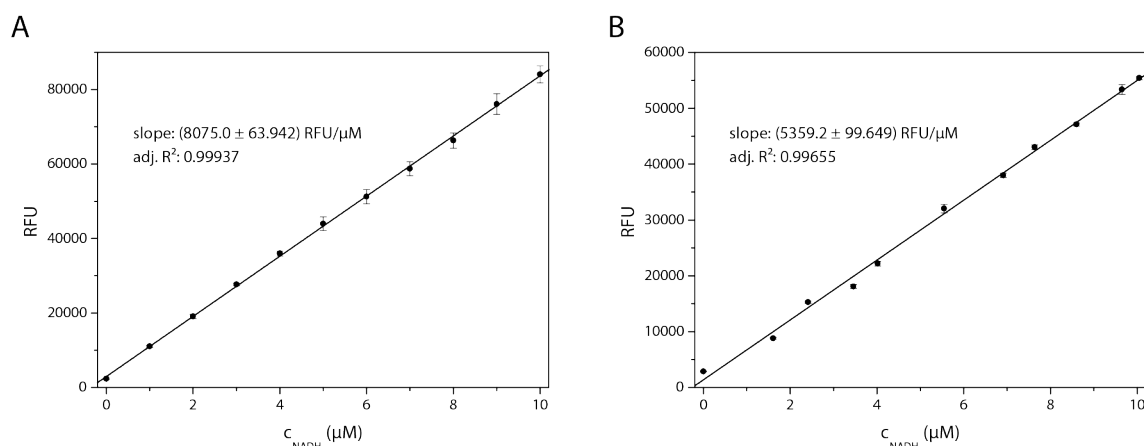 A
80000
60000
40000
20000
0
RFU
slope: (8075.0 ± 63.942) RFU/µM
adj. R²: 0.99937
0 2 4 6 8 10
c NADH (µM)
B
60000
50000
40000
30000
20000
10000
0
RFU
slope: (5359.2 ± 99.649) RFU/µM
adj. R²: 0.99655
0 2 4 6 8 10
c NADH (µM)